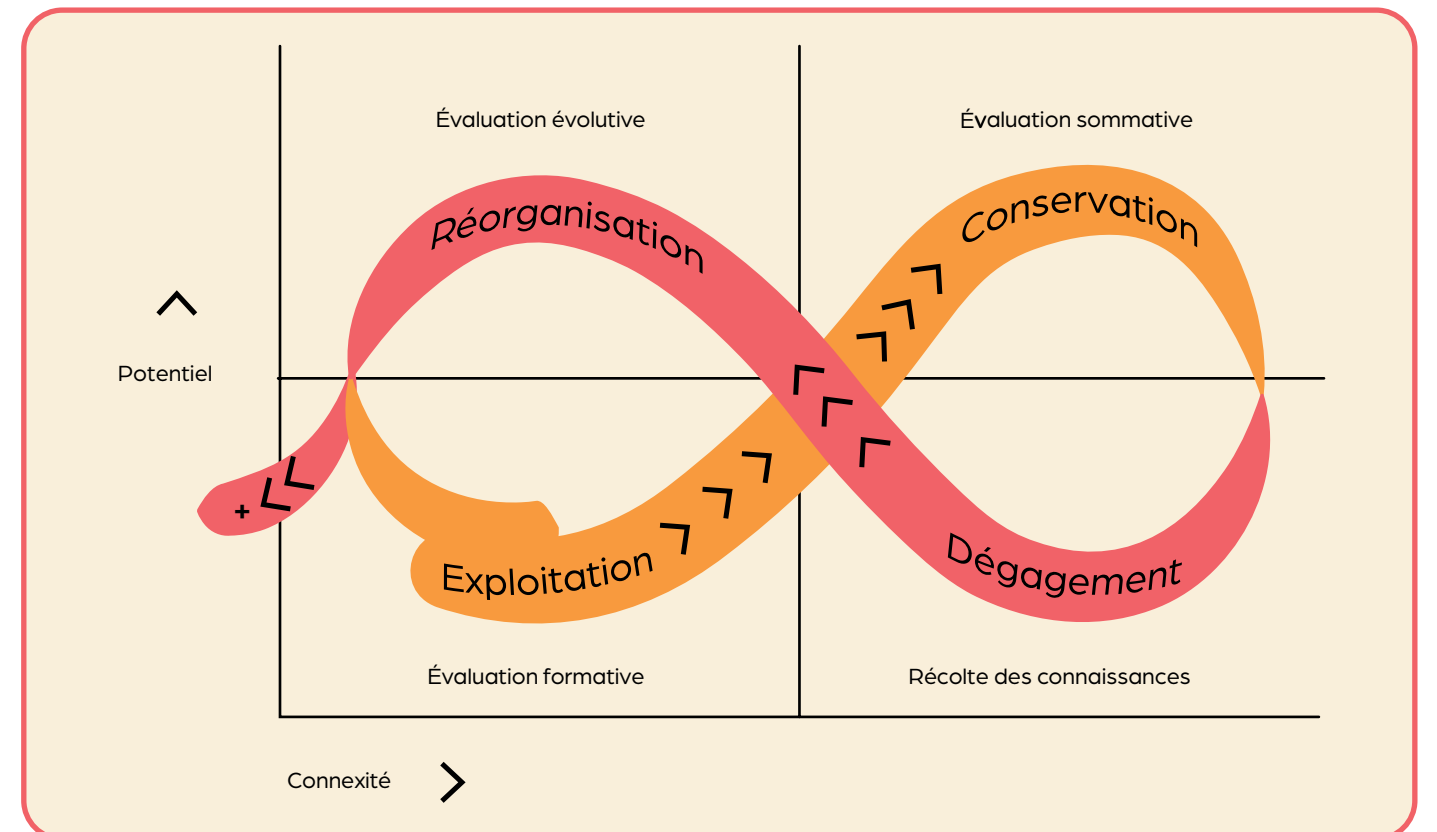 Évaluation évolutive
Évaluation sommative
Réorganisation
Conservation
Potentiel
+
Exploitation
Dégagement
Évaluation formative
Récolte des connaissances
Connexité